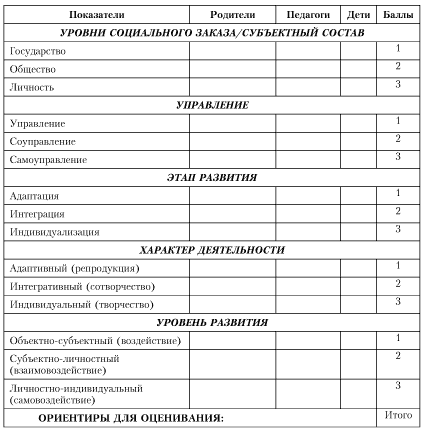 Показатели Родители Педагоги Дети Баллы
УРОВНИ СОЦИАЛЬНОГО ЗАКАЗА/СУБЪЕКТНЫЙ СОСТАВ
Государство 1
Общество 2
Личность 3
УПРАВЛЕНИЕ
Управление 1
Соуправление 2
Самоуправление 3
ЭТАП РАЗВИТИЯ
Адаптация 1
Интеграция 2
Индивидуализация 3
ХАРАКТЕР ДЕЯТЕЛЬНОСТИ
Адаптивный (репродукция) 1
Интегративный (сотворчество) 2
Индивидуальный (творчество) 3
УРОВЕНЬ РАЗВИТИЯ
Объектно-субъектный (воздействие) 1
Субъектно-личностный 2
(взаимовоздействие)
Личностно-индивидуальный 3
(самовоздействие)
ОРИЕНТИРЫ ДЛЯ ОЦЕНИВАНИЯ: Итого